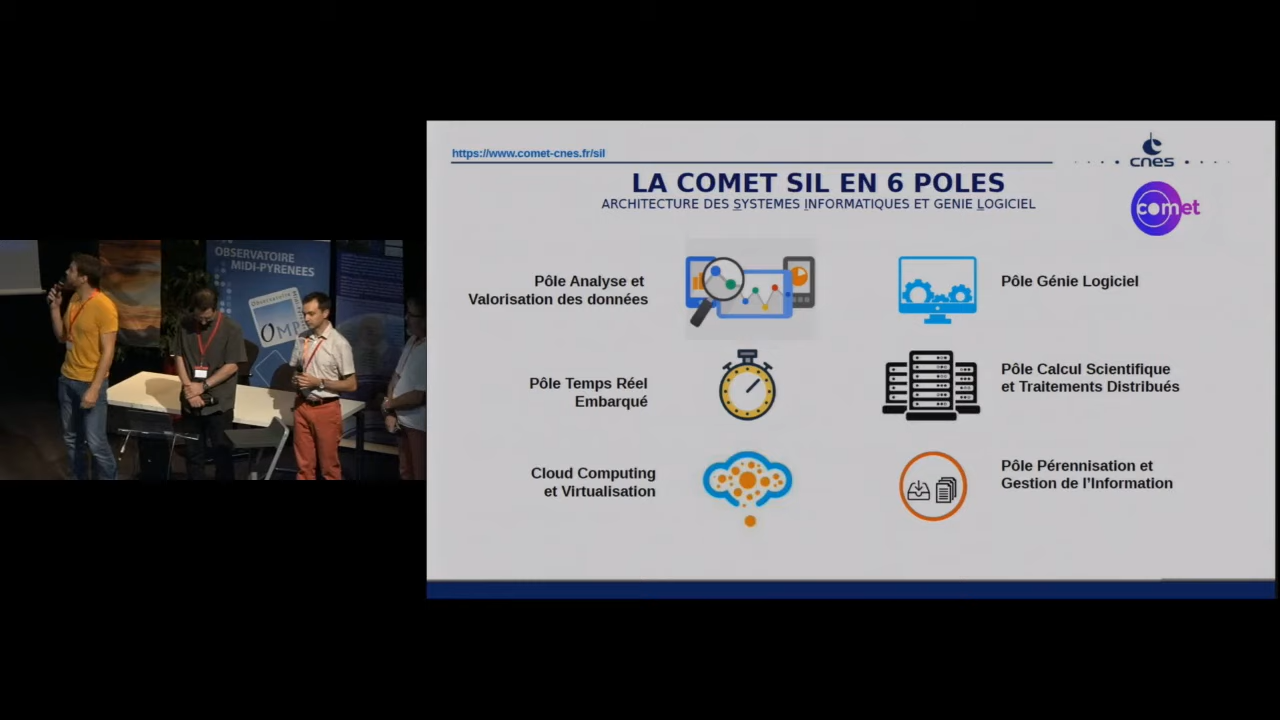 https://www.comet-cnes.fr/sil
cnes
LA COMET SIL EN 6 POLES
ARCHITECTURE DES SYSTEMES INFORMATIQUES ET GENIE LOGICIEL
comet
Pôle Analyse et
Valorisation des données
Pôle Génie Logiciel
Pôle Temps Réel
Embarqué
Pôle Calcul Scientifique
et Traitements Distribués
Cloud Computing
et Virtualisation
Pôle Pérennisation et
Gestion de l'Information
OBSERVATOIRE
MIDI-PYRENEES
OMP